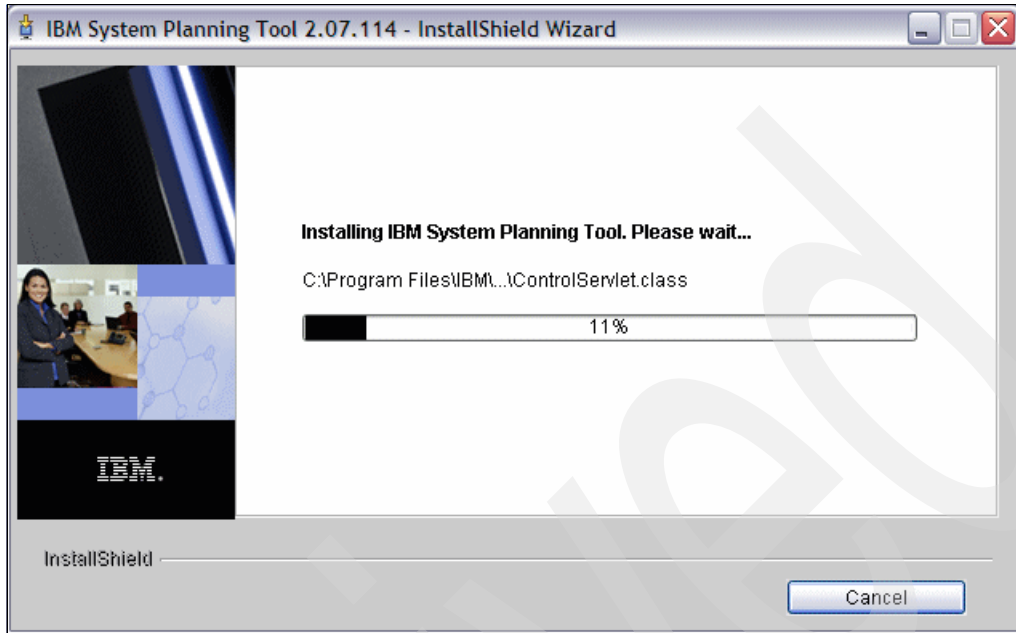 IBM System Planning Tool 2.07.114 - InstallShield Wizard
Installing IBM System Planning Tool. Please wait...
C:\Program Files\IBM\...\ControlServlet.class
11%
IBM.
InstallShield
Cancel